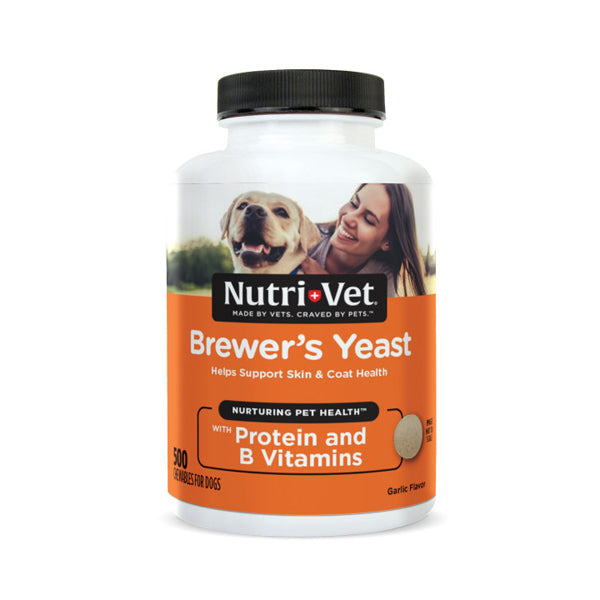 Nutri+Vet®
MADE BY VETS. CRAVED BY PETS.™
Brewer's Yeast
Helps Support Skin & Coat Health
NURTURING PET HEALTH™
WITH Protein and
B Vitamins
500
CHEWABLES FOR DOGS
Garlic Flavor